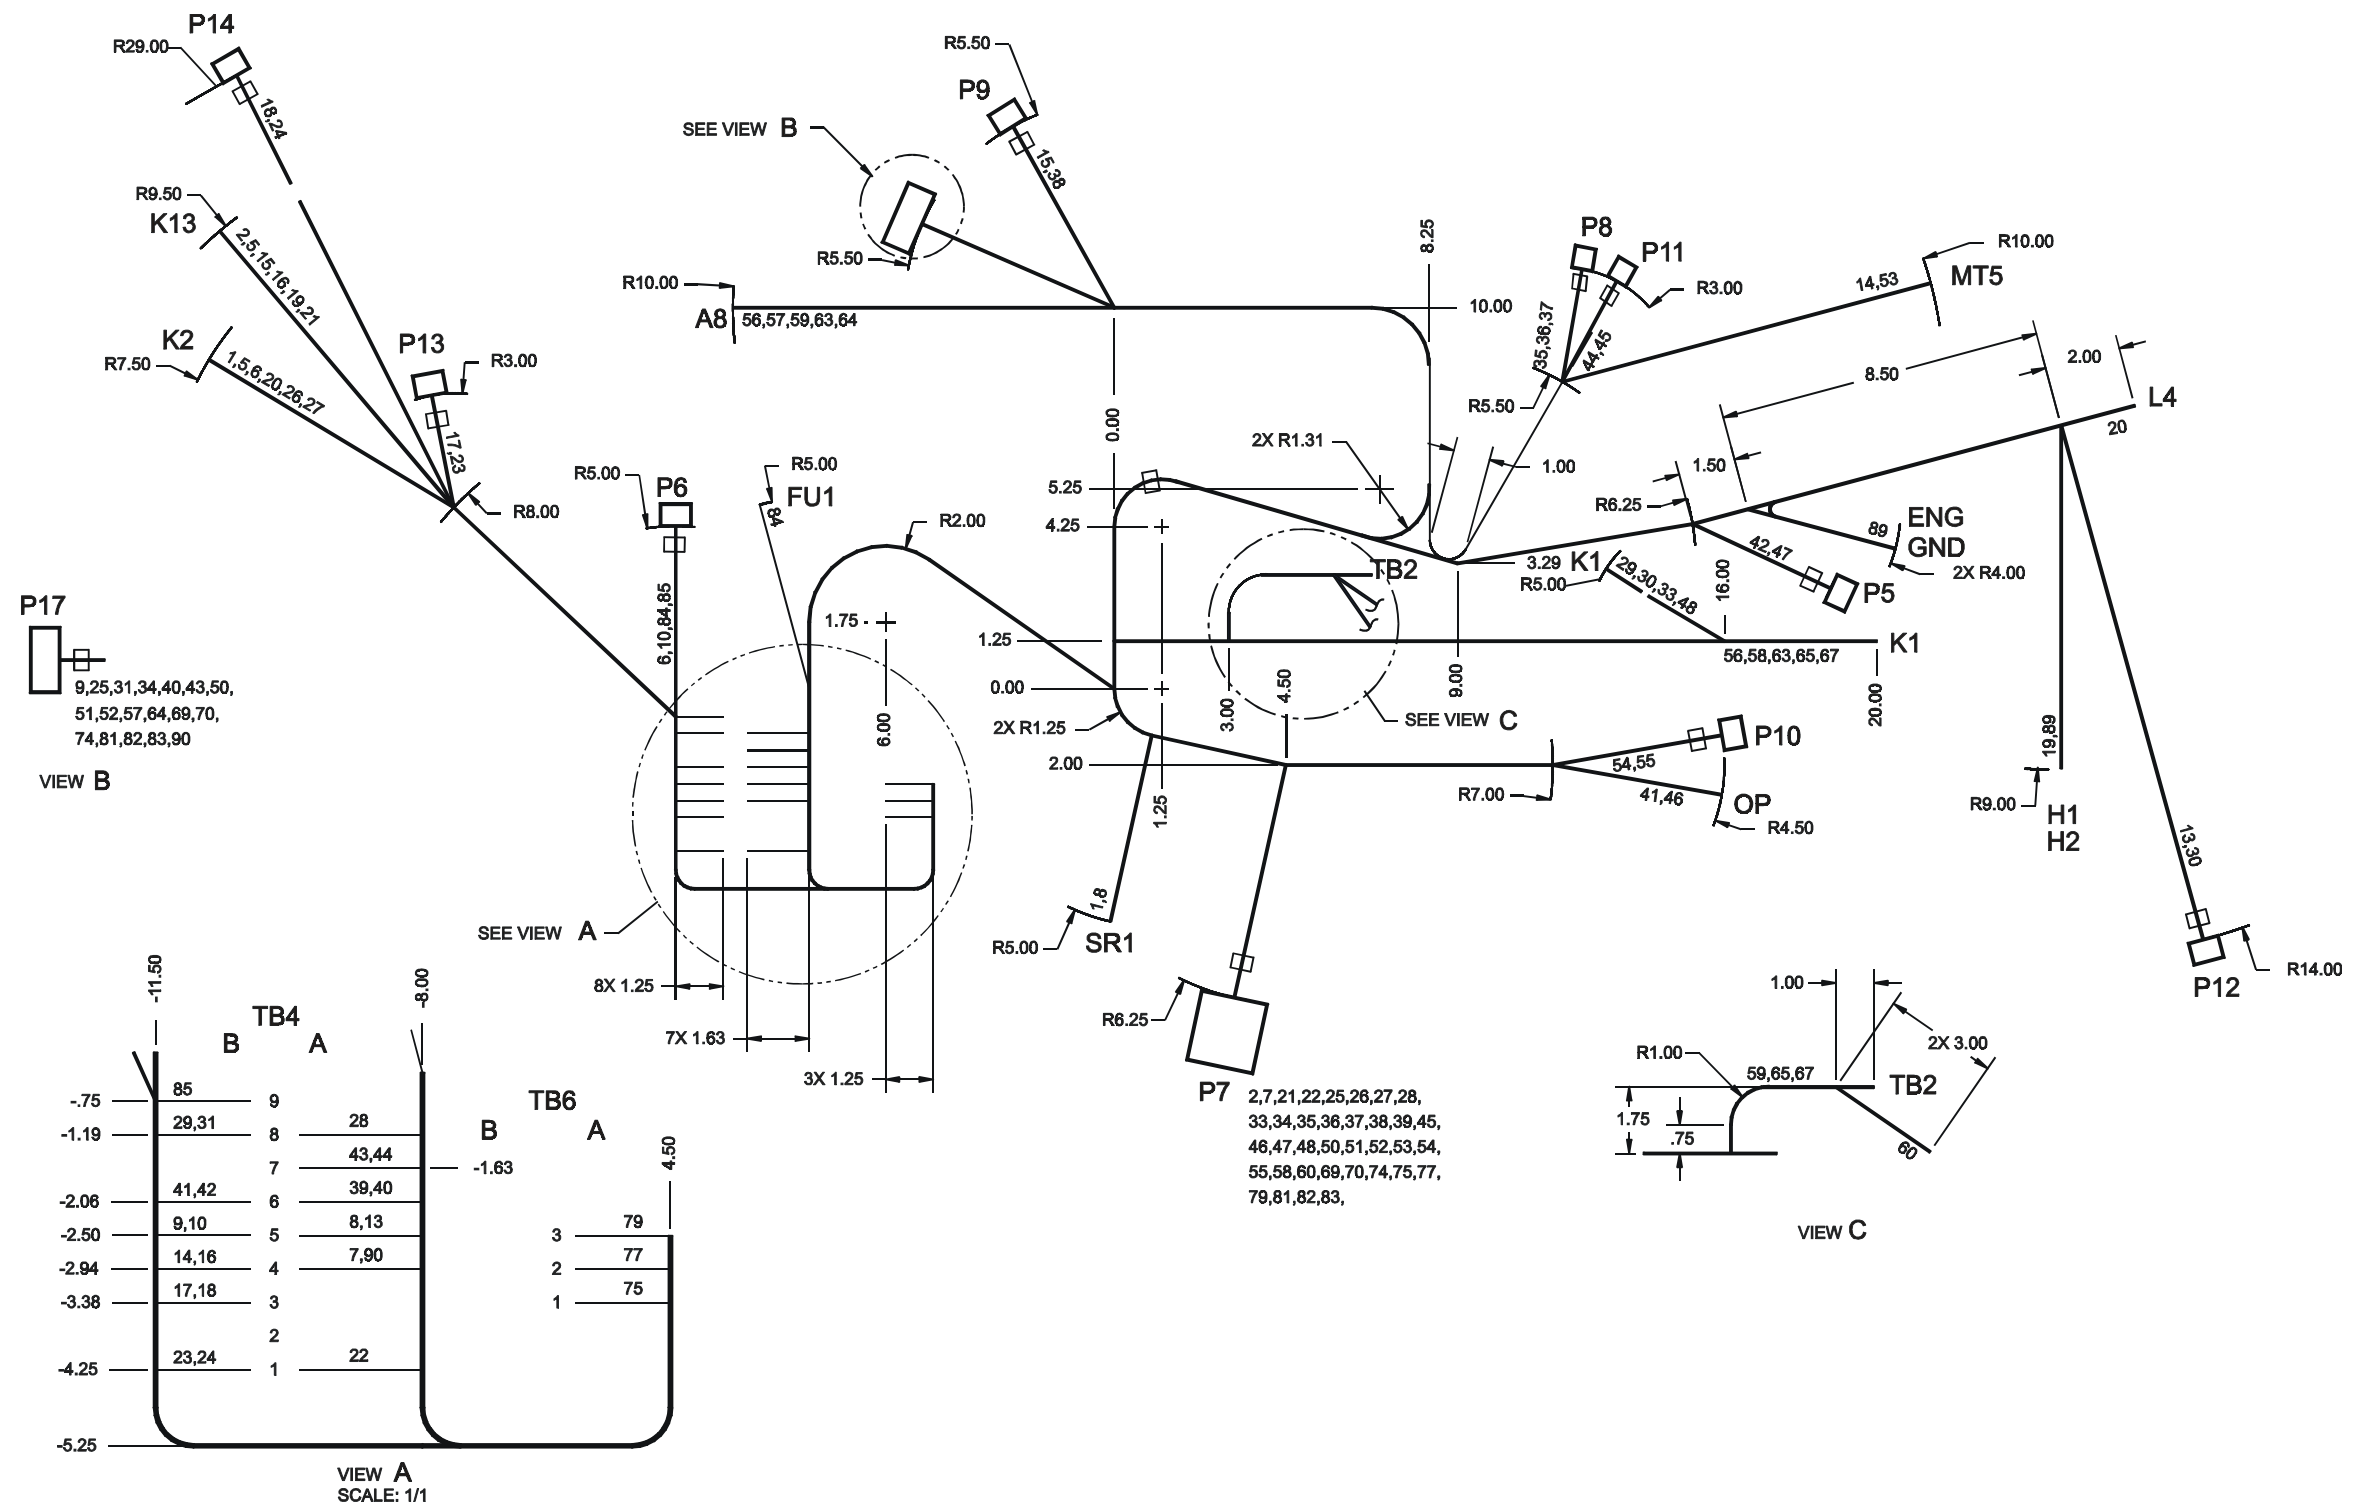 P14
R29.00
18,24
R9.50
K13
2,5,15,16,19,21
K2
R7.50
1,5,6,20,26,27
P13
R3.00
17,23
R8.00
R5.50
P9
15,38
SEE VIEW B
R5.50
R10.00
A8
56,57,59,63,64
8.25
10.00
0.00
P8
P11
R3.00
35,36,37
44,45
R5.50
R10.00
14,53
MT5
8.50
2.00
L4
20
2X R1.31
1.00
1.50
R6.25
5.25
4.25
R5.00
P6
6,10,84,85
R5.00
FU1
84
R2.00
1.75
6.00
89
ENG
GND
2X R4.00
42,47
P5
TB2
3.29
K1
R5.00
29,30,33,48
16.00
1.25
K1
56,58,63,65,67
20.00
0.00
3.00
4.50
9.00
SEE VIEW C
2X R1.25
2.00
1.25
P10
54,55
R7.00
41,46
OP
R4.50
19,89
R9.00
H1
H2
13,30
P12
R14.00
P17
9,25,31,34,40,43,50,
51,52,57,64,69,70,
74,81,82,83,90
VIEW B
SEE VIEW A
8X 1.25
7X 1.63
3X 1.25
1,8
R5.00
SR1
R6.25
P7
2,7,21,22,25,26,27,28,
33,34,35,36,37,38,39,45,
46,47,48,50,51,52,53,54,
55,58,60,69,70,74,75,77,
79,81,82,83,
-11.50
-8.00
TB4
B A
-.75 85 9
-1.19 29,31 8 28
7 43,44 -1.63
-2.06 41,42 6 39,40
-2.50 9,10 5 8,13
-2.94 14,16 4 7,90
-3.38 17,18 3
2
-4.25 23,24 1 22
-5.25
TB6
B A
4.50
3 79
2 77
1 75
VIEW A
SCALE: 1/1
1.00
R1.00
2X 3.00
59,65,67
TB2
1.75
.75
60
VIEW C